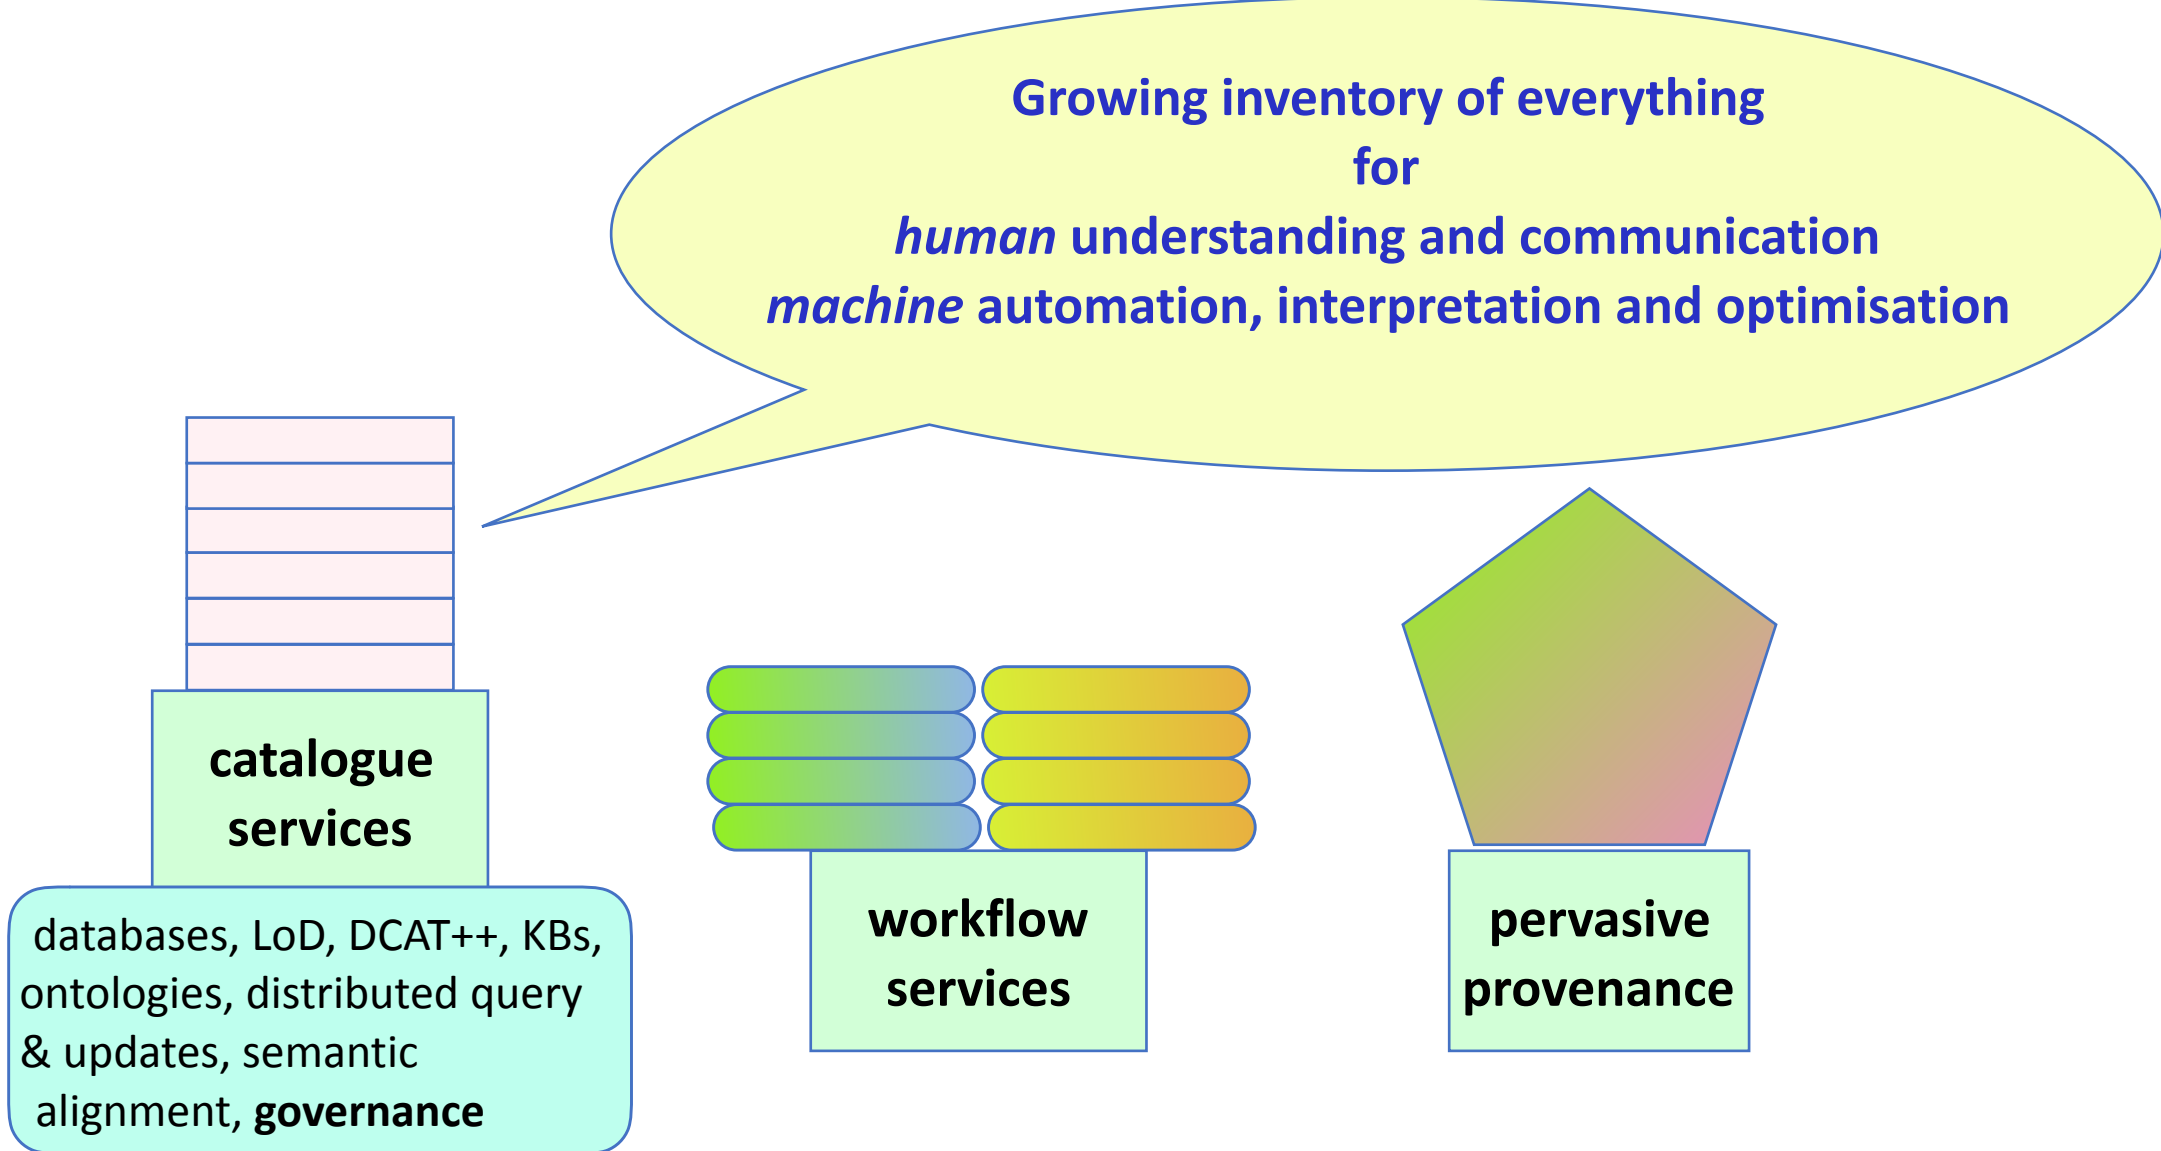 Growing inventory of everything
for
human understanding and communication
machine automation, interpretation and optimisation
catalogue
services
databases, LoD, DCAT++, KBs,
ontologies, distributed query
& updates, semantic
alignment, governance
workflow
services
pervasive
provenance